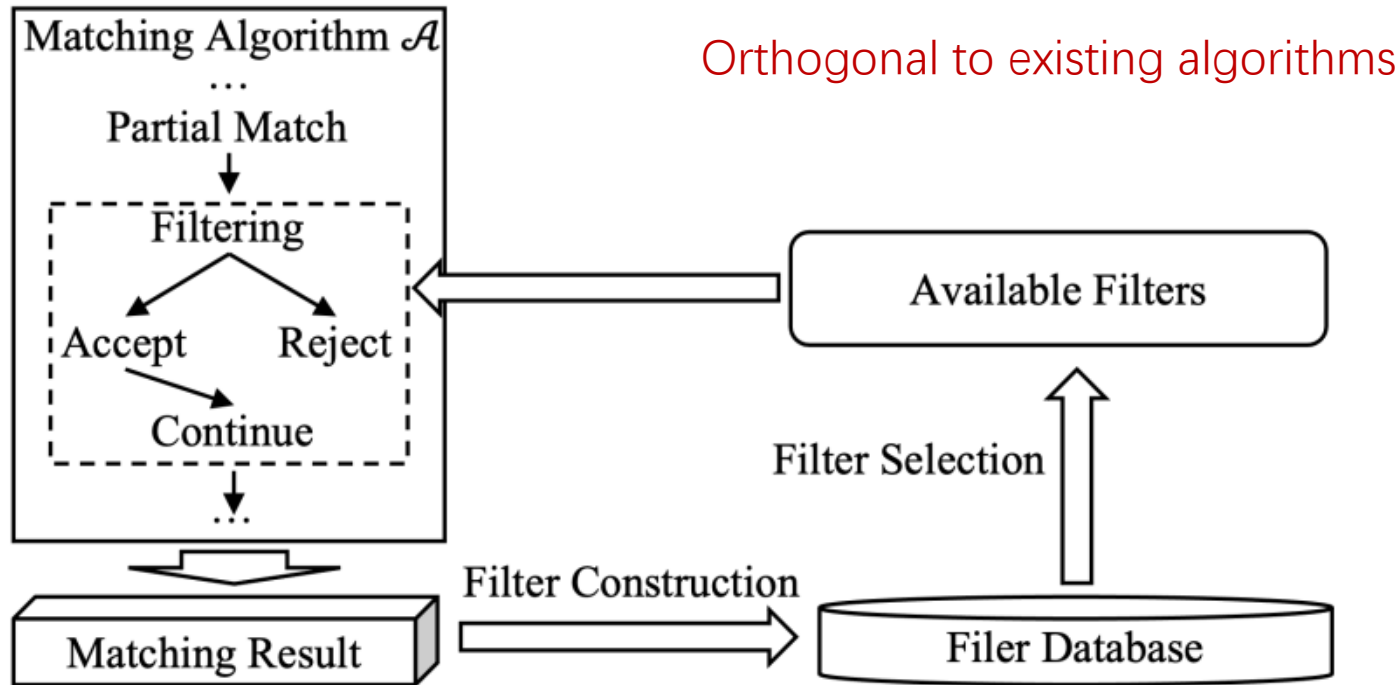 Matching Algorithm 𝒜
Orthogonal to existing algorithms
...
Partial Match
Filtering
Accept Reject
Continue
...
Available Filters
Filter Selection
Filter Construction
Matching Result
Filer Database